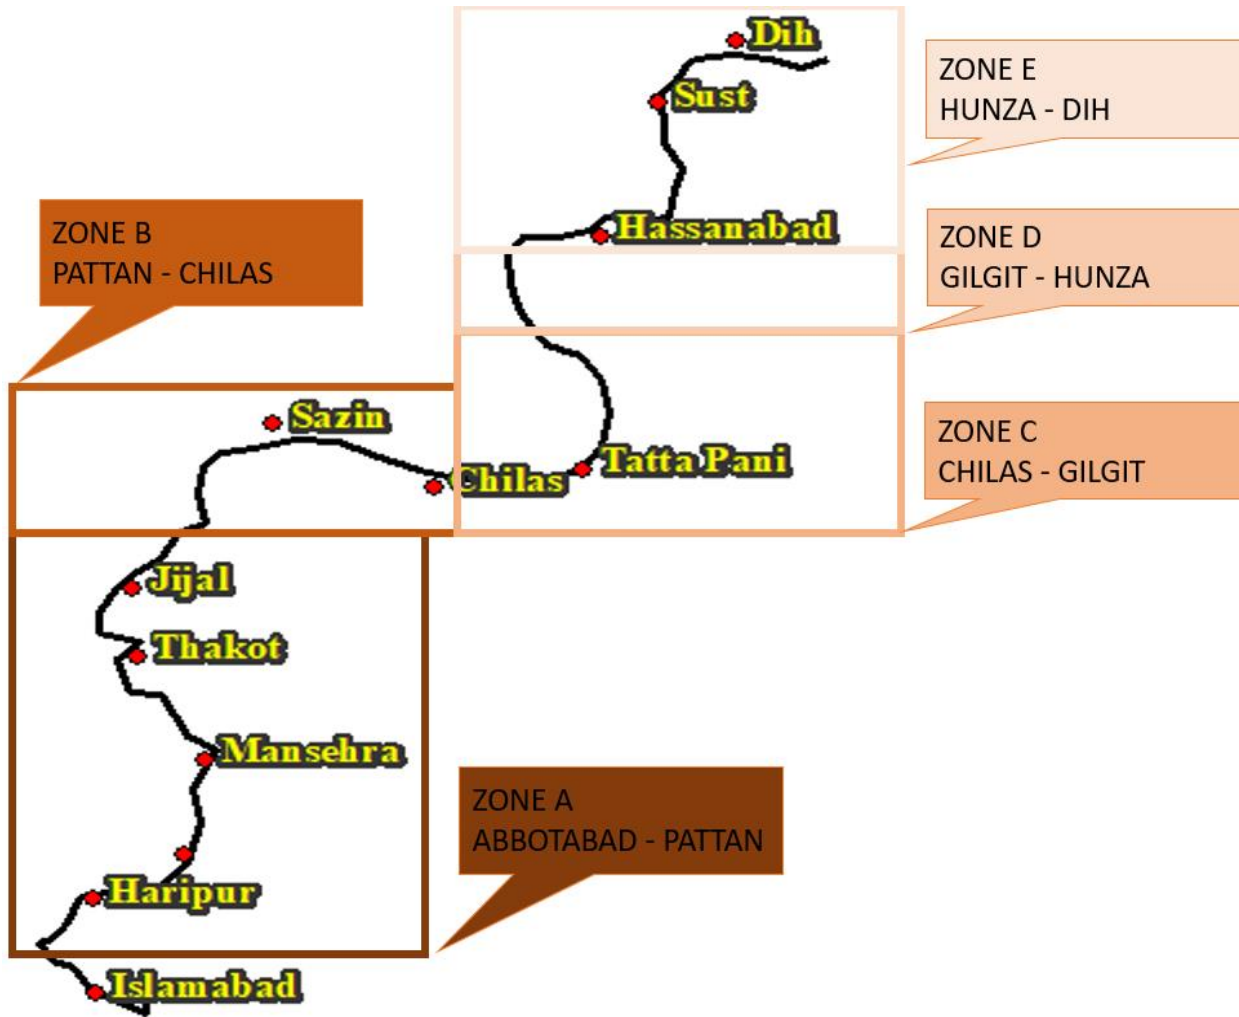 Dih
ZONE E
HUNZA - DIH
Sust
Hassanabad
ZONE B
PATTAN - CHILAS
ZONE D
GILGIT - HUNZA
Sazin
Chilas
Tatta Pani
ZONE C
CHILAS - GILGIT
Jijal
Thakot
Mansehra
ZONE A
ABBOTABAD - PATTAN
Haripur
Islamabad